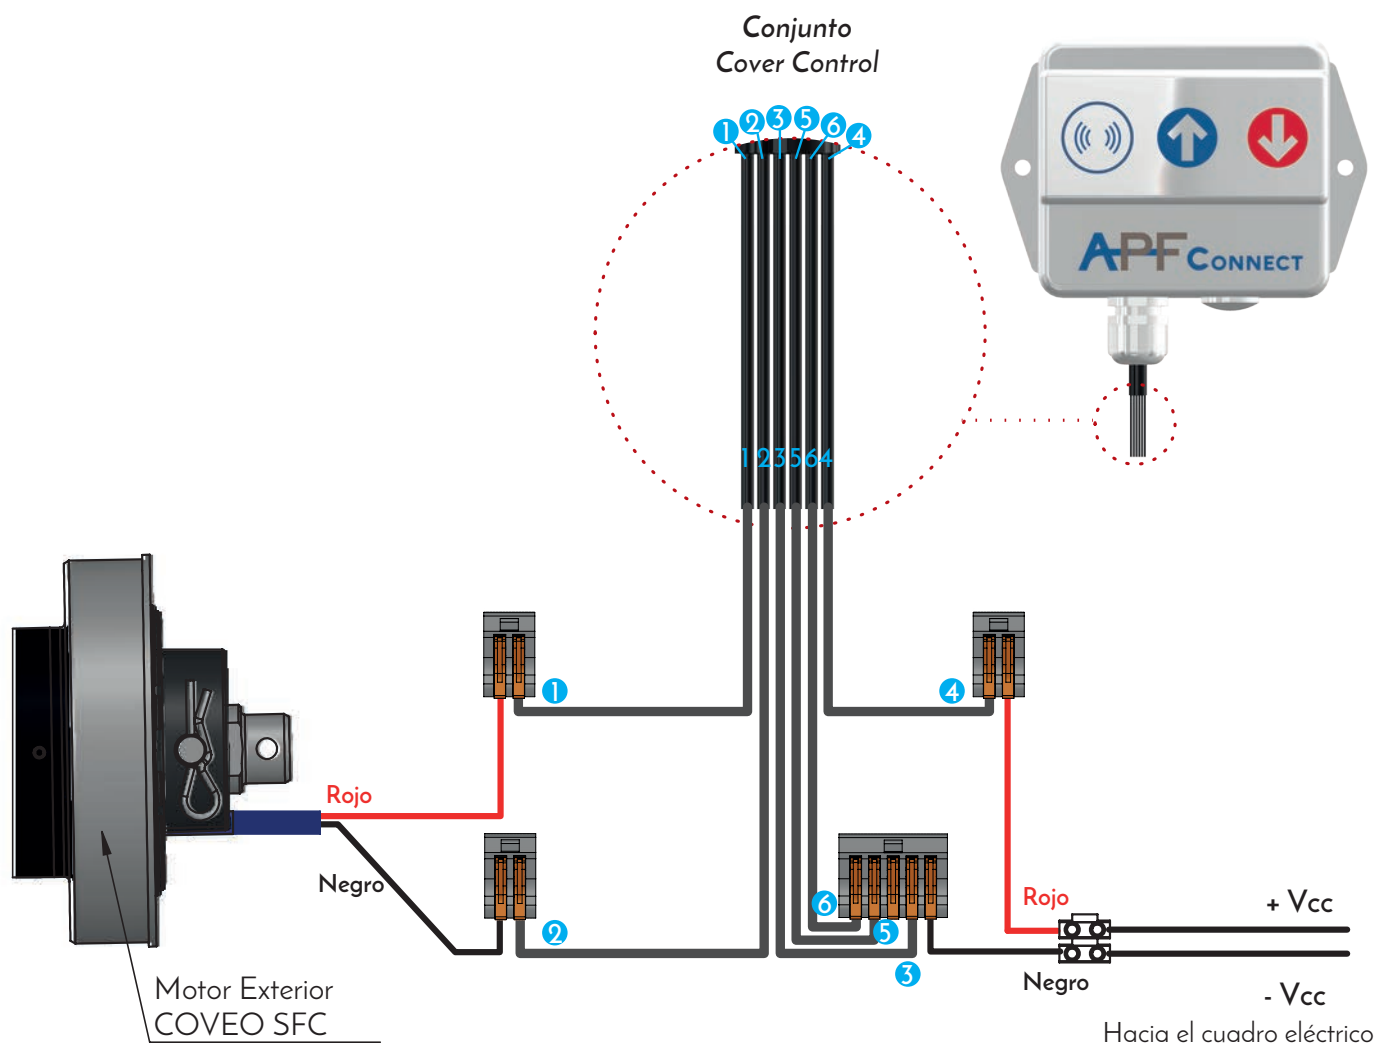 Conjunto
Cover Control
1 2 3 5 6 4
APF CONNECT
1 2 3 5 6 4
1
4
Rojo
Negro
2
6
5
3
Rojo
Negro
+ Vcc
- Vcc
Hacia el cuadro eléctrico
Motor Exterior
COVEO SFC